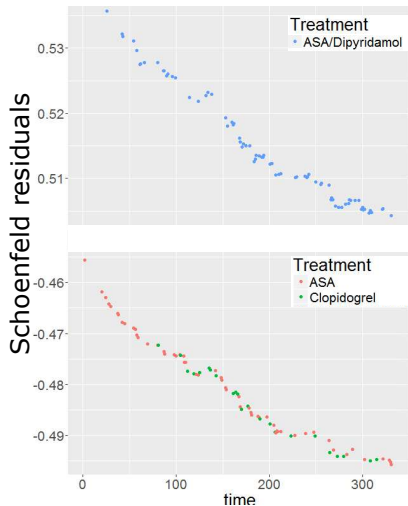 Treatment
ASA/Dipyridamol
0.53
0.52
0.51
Schoenfeld residuals
Treatment
ASA
Clopidogrel
-0.46
-0.47
-0.48
-0.49
0
100
200
300
time